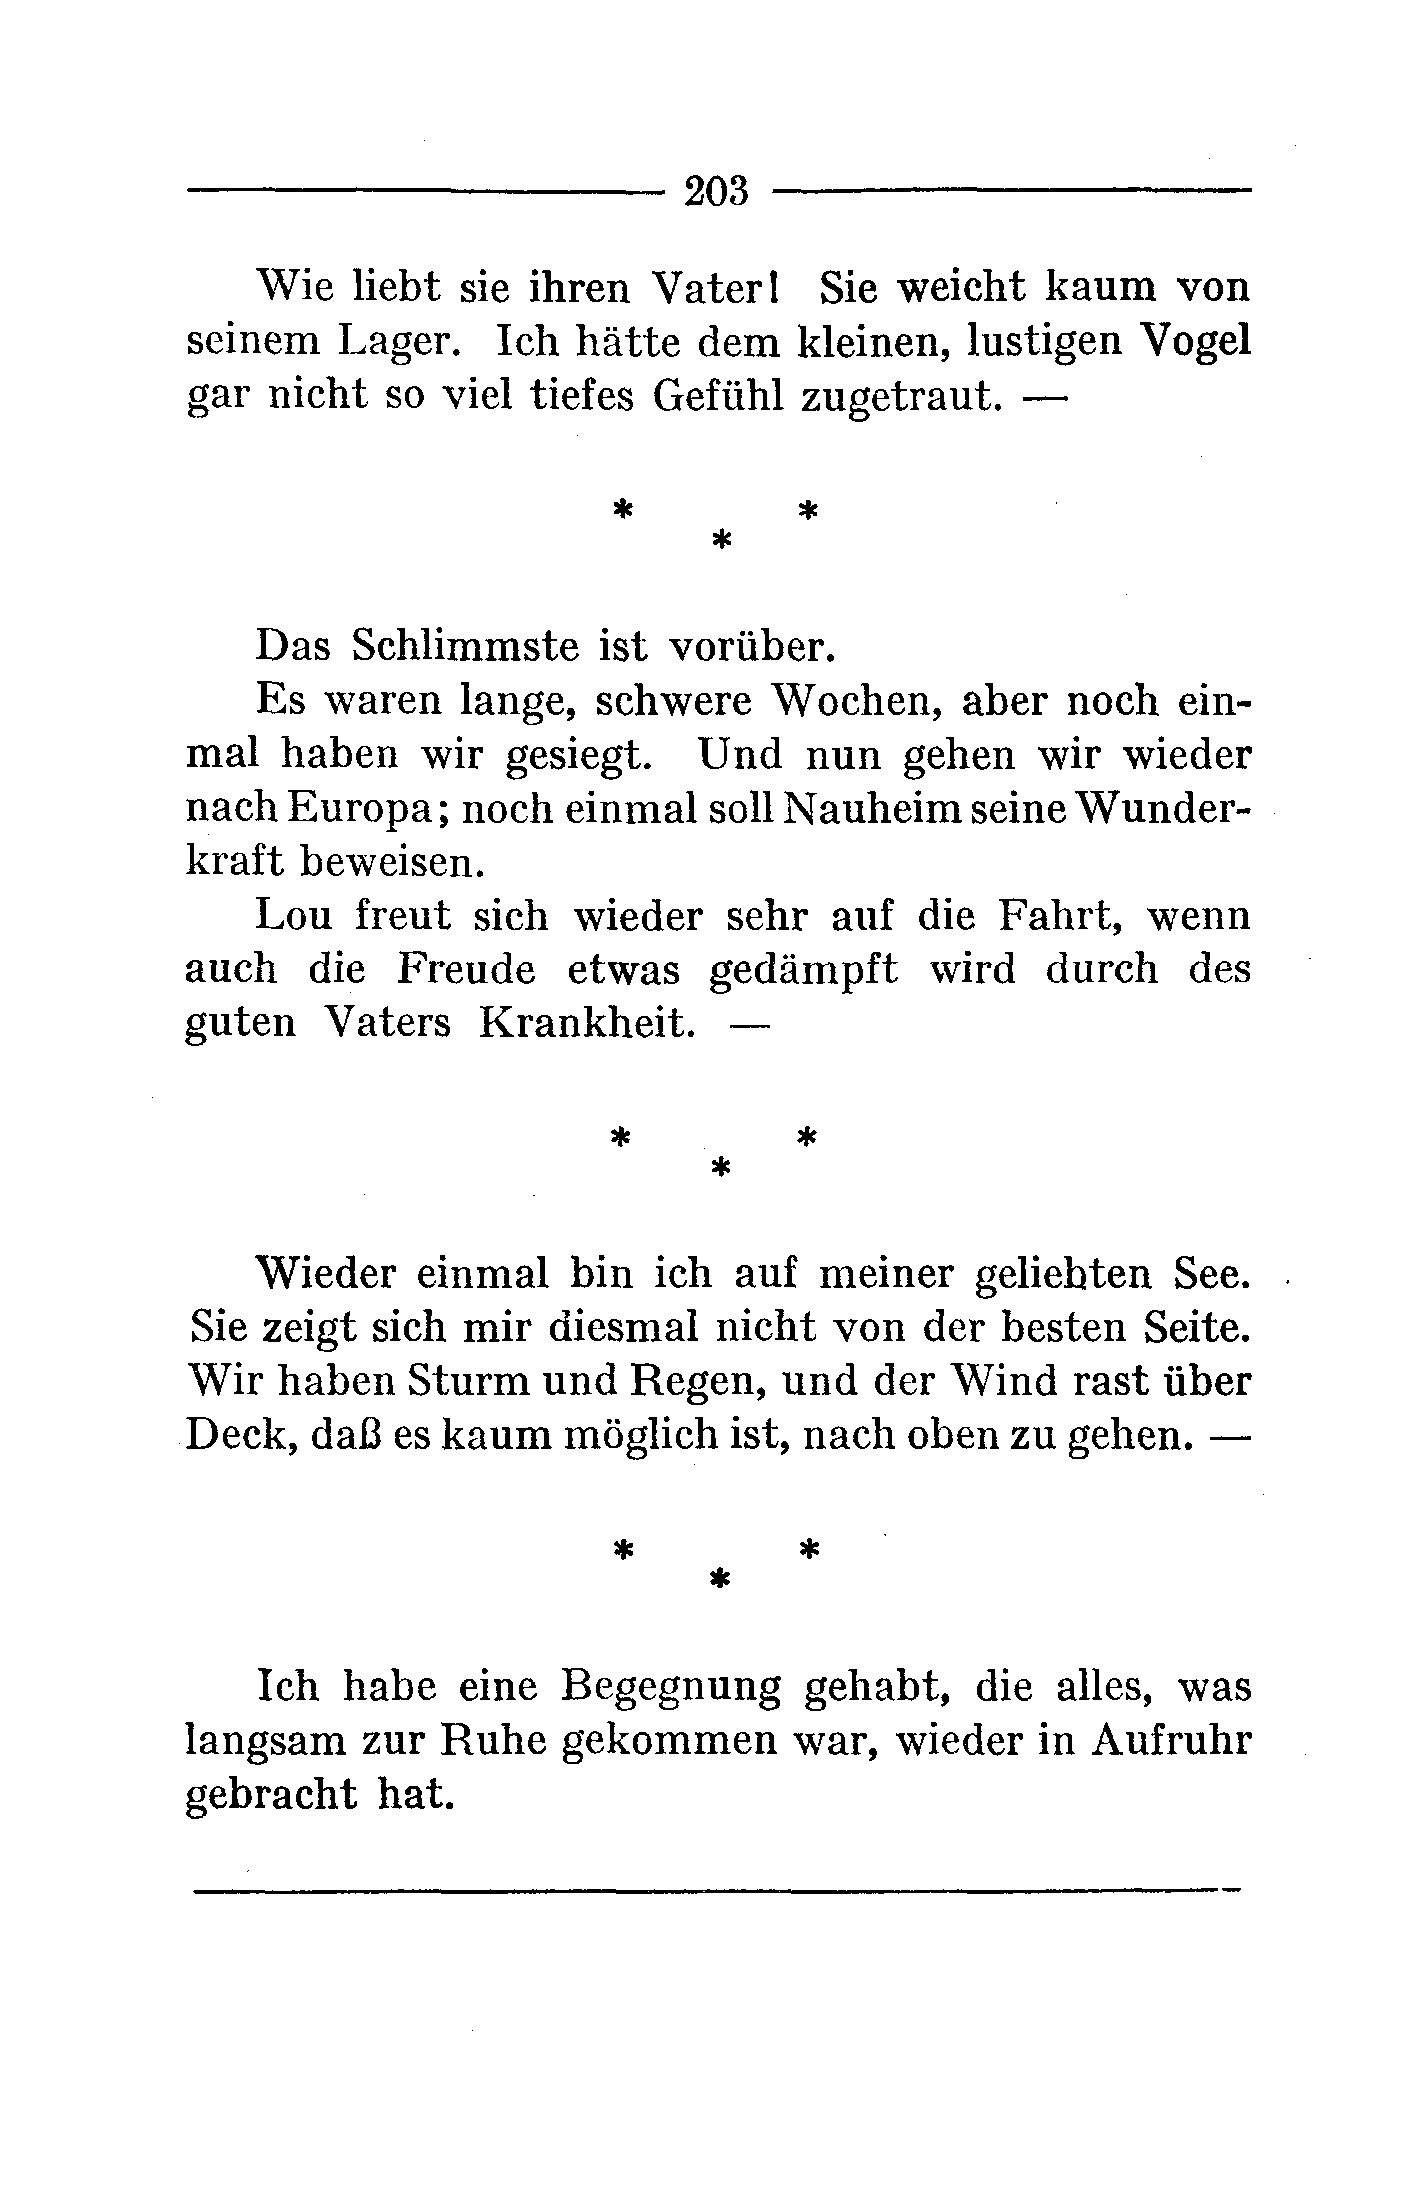 203
Wie liebt sie ihren Vater! Sie weicht kaum von
seinem Lager. Ich hätte dem kleinen, lustigen Vogel
gar nicht so viel tiefes Gefühl zugetraut. —
* *
*
Das Schlimmste ist vorüber.
Es waren lange, schwere Wochen, aber noch ein-
mal haben wir gesiegt. Und nun gehen wir wieder
nach Europa; noch einmal soll Nauheim seine Wunder-
kraft beweisen.
Lou freut sich wieder sehr auf die Fahrt, wenn
auch die Freude etwas gedämpft wird durch des
guten Vaters Krankheit. —
* *
*
Wieder einmal bin ich auf meiner geliebten See.
Sie zeigt sich mir diesmal nicht von der besten Seite.
Wir haben Sturm und Regen, und der Wind rast über
Deck, daß es kaum möglich ist, nach oben zu gehen. —
* *
*
Ich habe eine Begegnung gehabt, die alles, was
langsam zur Ruhe gekommen war, wieder in Aufruhr
gebracht hat.